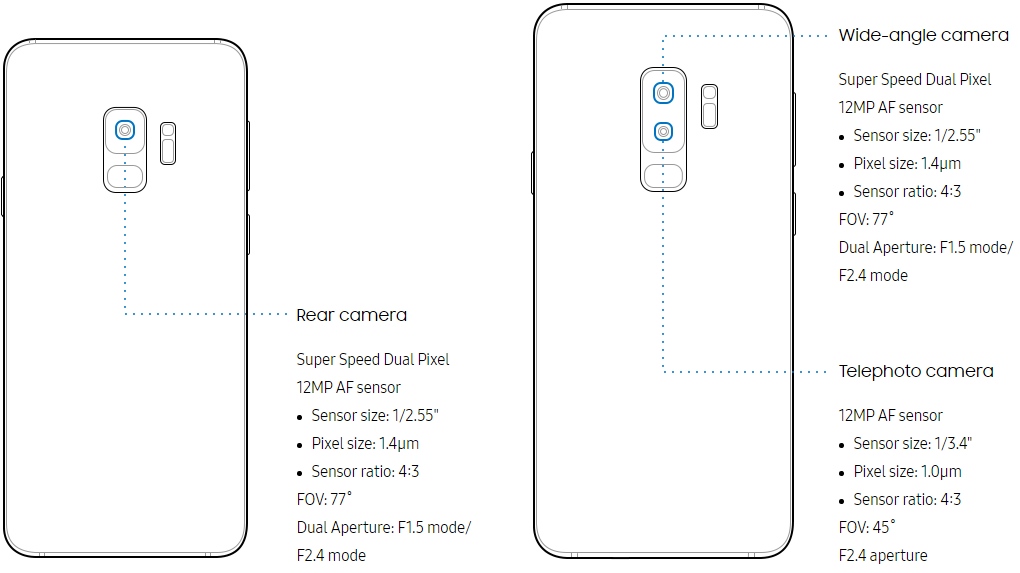 Rear camera
Super Speed Dual Pixel
12MP AF sensor
• Sensor size: 1/2.55"
• Pixel size: 1.4μm
• Sensor ratio: 4:3
FOV: 77˚
Dual Aperture: F1.5 mode/
F2.4 mode
Wide-angle camera
Super Speed Dual Pixel
12MP AF sensor
• Sensor size: 1/2.55"
• Pixel size: 1.4μm
• Sensor ratio: 4:3
FOV: 77˚
Dual Aperture: F1.5 mode/
F2.4 mode
Telephoto camera
12MP AF sensor
• Sensor size: 1/3.4"
• Pixel size: 1.0μm
• Sensor ratio: 4:3
FOV: 45˚
F2.4 aperture